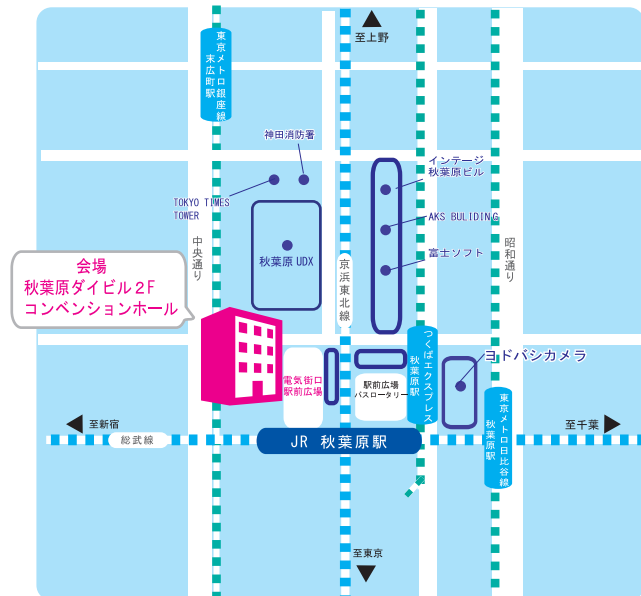 至上野
東京メトロ銀座線
末広町駅
神田消防署
インテージ
秋葉原ビル
TOKYO TIMES
TOWER
AKS BULIDING
中央通り
秋葉原 UDX
富士ソフト
昭和通り
京浜東北線
会場
秋葉原ダイビル2F
コンベンションホール
つくばエクスプレス
秋葉原駅
ヨドバシカメラ
電気街口
駅前広場
駅前広場
バスロータリー
東京メトロ日比谷線
秋葉原駅
至新宿
総武線
JR 秋葉原駅
至千葉
至東京